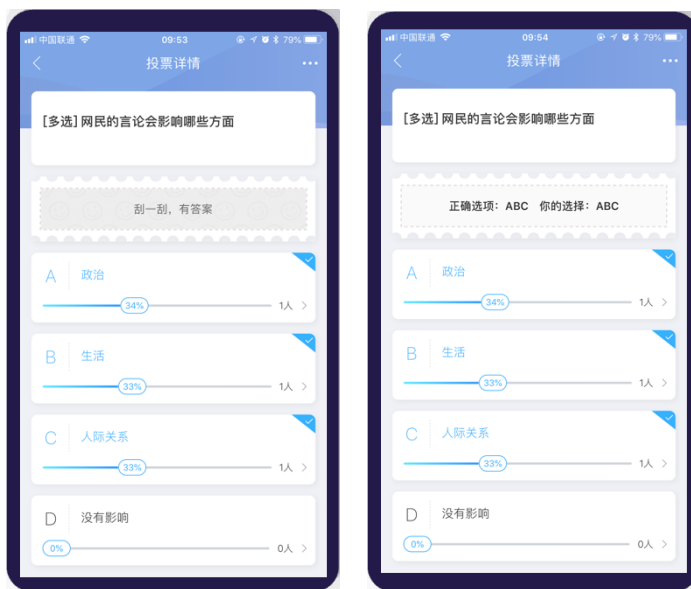 中国联通 09:53 79%
投票详情
[多选] 网民的言论会影响哪些方面
刮一刮，有答案
A 政治
34% 1人
B 生活
33% 1人
C 人际关系
33% 1人
D 没有影响
0% 0人
中国联通 09:54 79%
投票详情
[多选] 网民的言论会影响哪些方面
正确选项：ABC 你的选择：ABC
A 政治
34% 1人
B 生活
33% 1人
C 人际关系
33% 1人
D 没有影响
0% 0人